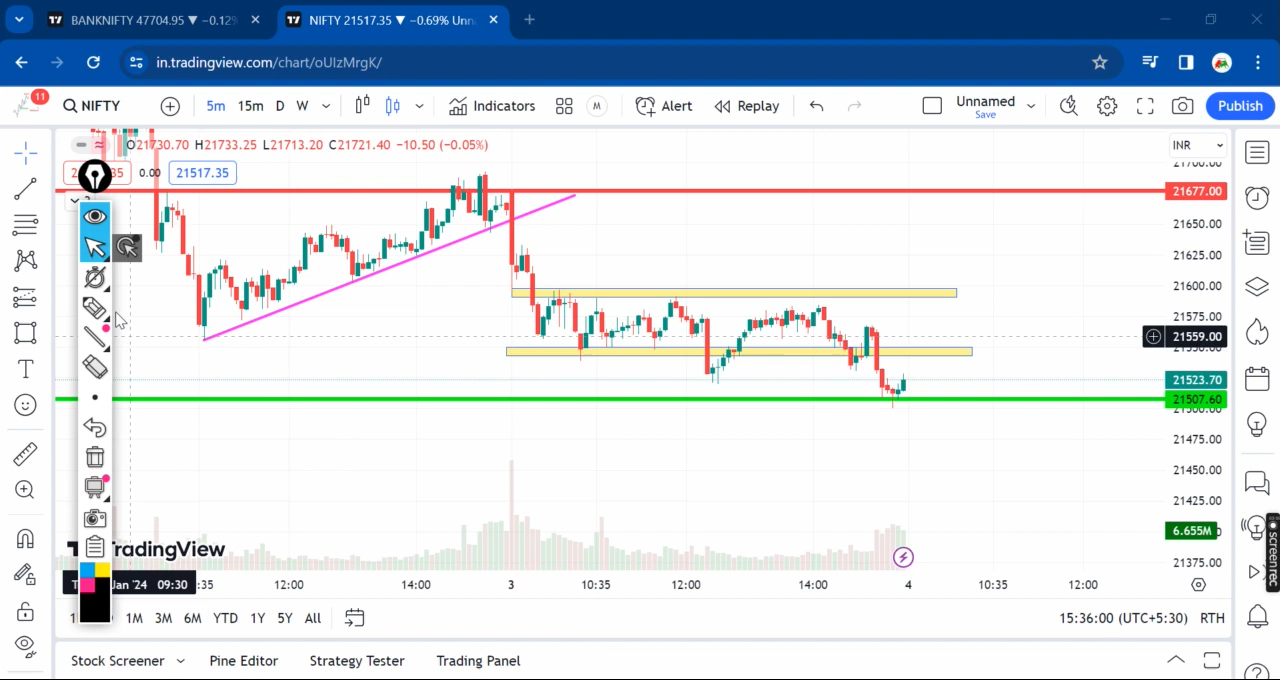 BANKNIFTY 47704.95 ▼ −0.12%
NIFTY 21517.35 ▼ −0.69% Unn
in.tradingview.com/chart/oUIzMrgK/
11
NIFTY
5m 15m D W
Indicators
M
Alert
Replay
Unnamed
Save
Publish
O21730.70 H21733.25 L21713.20 C21721.40 −10.50 (−0.05%)
0.00
21517.35
INR
21677.00
21650.00
21625.00
21600.00
21575.00
21559.00
21523.70
21507.60
21500.00
21475.00
21450.00
21425.00
6.655M
21375.00
TradingView
Jan '24 09:30
:35
12:00
14:00
3
10:35
12:00
14:00
4
10:35
12:00
1M 3M 6M YTD 1Y 5Y All
15:36:00 (UTC+5:30) RTH
Stock Screener
Pine Editor
Strategy Tester
Trading Panel
screenrec